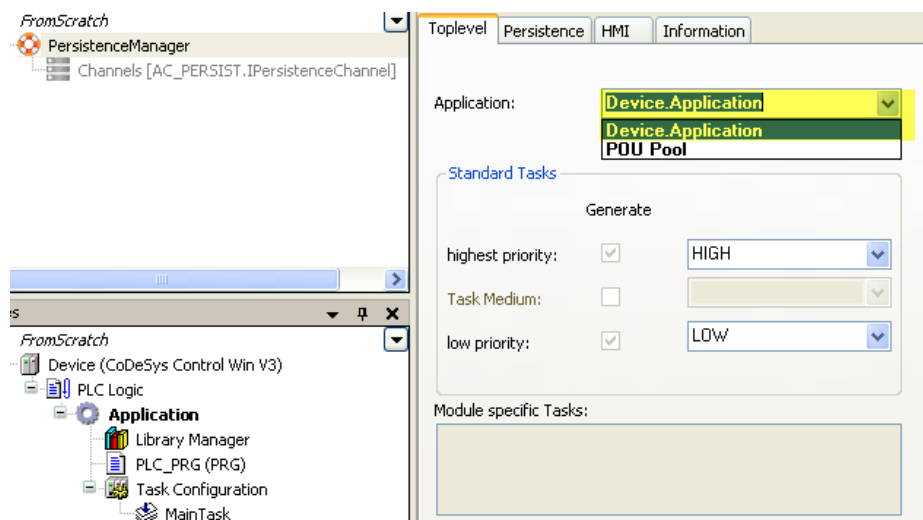 FromScratch
PersistenceManager
Channels [AC_PERSIST.IPersistenceChannel]
FromScratch
Device (CoDeSys Control Win V3)
PLC Logic
Application
Library Manager
PLC_PRG (PRG)
Task Configuration
MainTask
Toplevel Persistence HMI Information
Application: Device.Application
Device.Application
POU Pool
Standard Tasks
Generate
highest priority: HIGH
Task Medium:
low priority: LOW
Module specific Tasks: